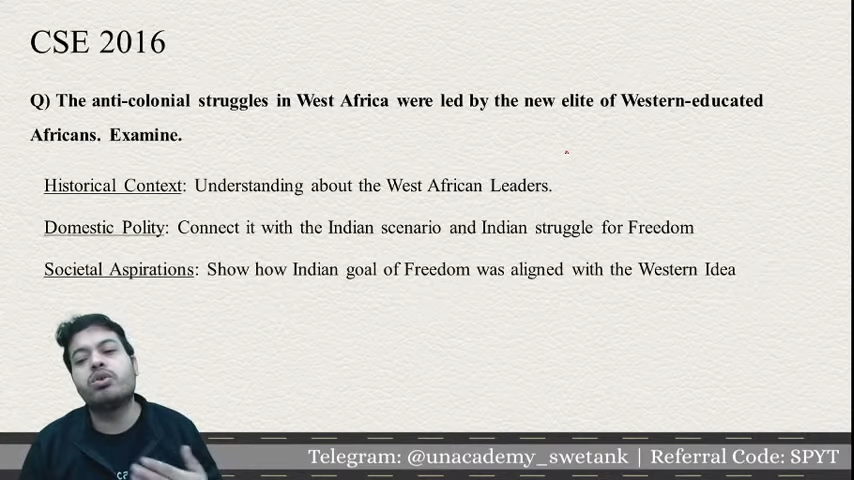 CSE 2016
Q) The anti-colonial struggles in West Africa were led by the new elite of Western-educated
Africans. Examine.
Historical Context: Understanding about the West African Leaders.
Domestic Polity: Connect it with the Indian scenario and Indian struggle for Freedom
Societal Aspirations: Show how Indian goal of Freedom was aligned with the Western Idea
Telegram: @unacademy_swetank | Referral Code: SPYT